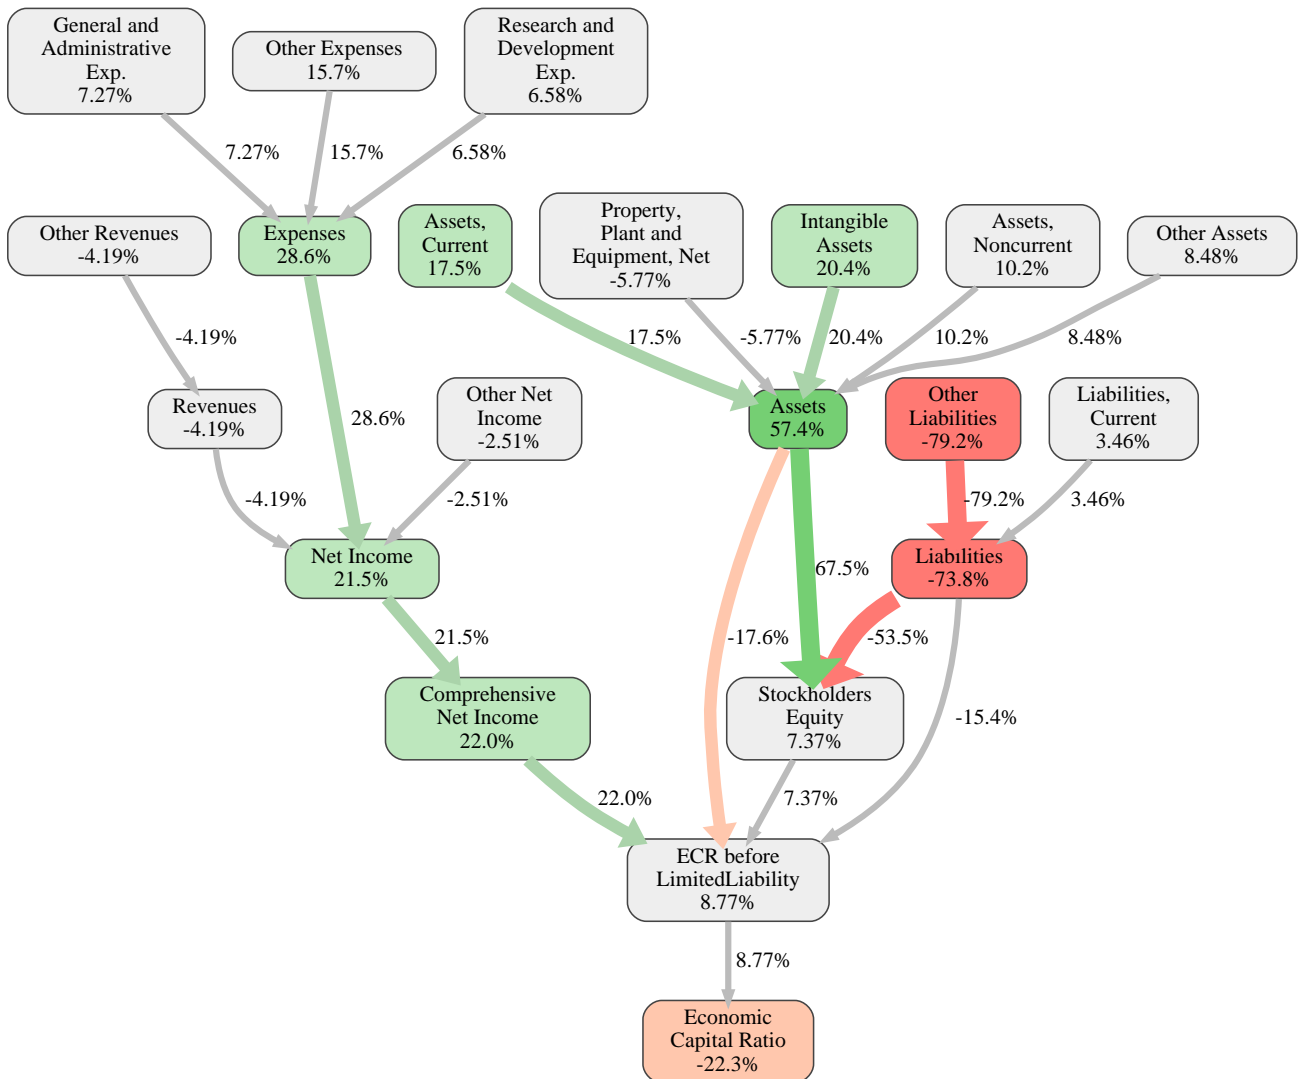 General and
Administrative
Exp.
7.27%
Other Expenses
15.7%
Research and
Development
Exp.
6.58%
7.27%
15.7%
6.58%
Other Revenues
-4.19%
Expenses
28.6%
Assets,
Current
17.5%
Property,
Plant and
Equipment, Net
-5.77%
Intangible
Assets
20.4%
Assets,
Noncurrent
10.2%
Other Assets
8.48%
-4.19%
17.5%
-5.77%
20.4%
10.2%
8.48%
Revenues
-4.19%
28.6%
Other Net
Income
-2.51%
Assets
57.4%
Other
Liabilities
-79.2%
Liabilities,
Current
3.46%
-4.19%
-2.51%
-79.2%
3.46%
Net Income
21.5%
67.5%
Liabilities
-73.8%
21.5%
-17.6%
-53.5%
Comprehensive
Net Income
22.0%
Stockholders
Equity
7.37%
-15.4%
22.0%
7.37%
ECR before
LimitedLiability
8.77%
8.77%
Economic
Capital Ratio
-22.3%